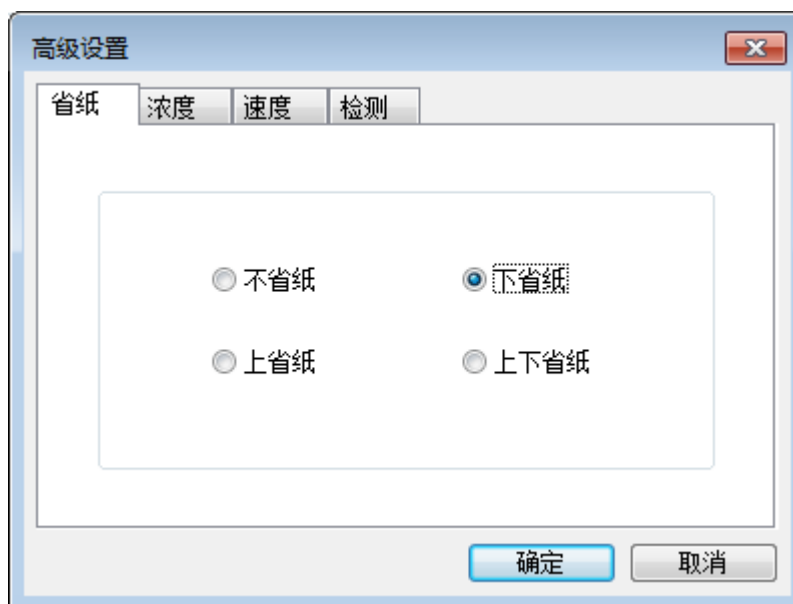 高级设置
省纸 浓度 速度 检测
不省纸 下省纸
上省纸 上下省纸
确定 取消